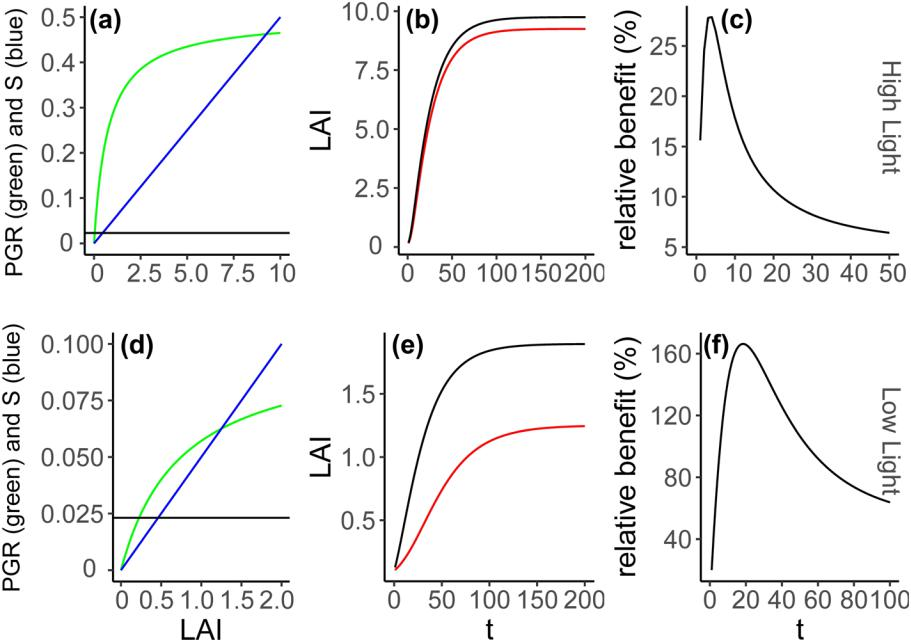 (a)
PGR (green) and S (blue)
0.5
0.4
0.3
0.2
0.1
0
0 2.5 5.0 7.5 10
(b)
LAI
10.0
7.5
5.0
2.5
0
0 50 100 150 200
(c)
relative benefit (%)
25
20
15
10
5
0 10 20 30 40 50
High Light
(d)
PGR (green) and S (blue)
0.100
0.075
0.050
0.025
0
0 0.5 1.0 1.5 2.0
LAI
(e)
LAI
1.5
1.0
0.5
0 50 100 150 200
t
(f)
relative benefit (%)
160
120
80
40
0 20 40 60 80 100
t
Low Light